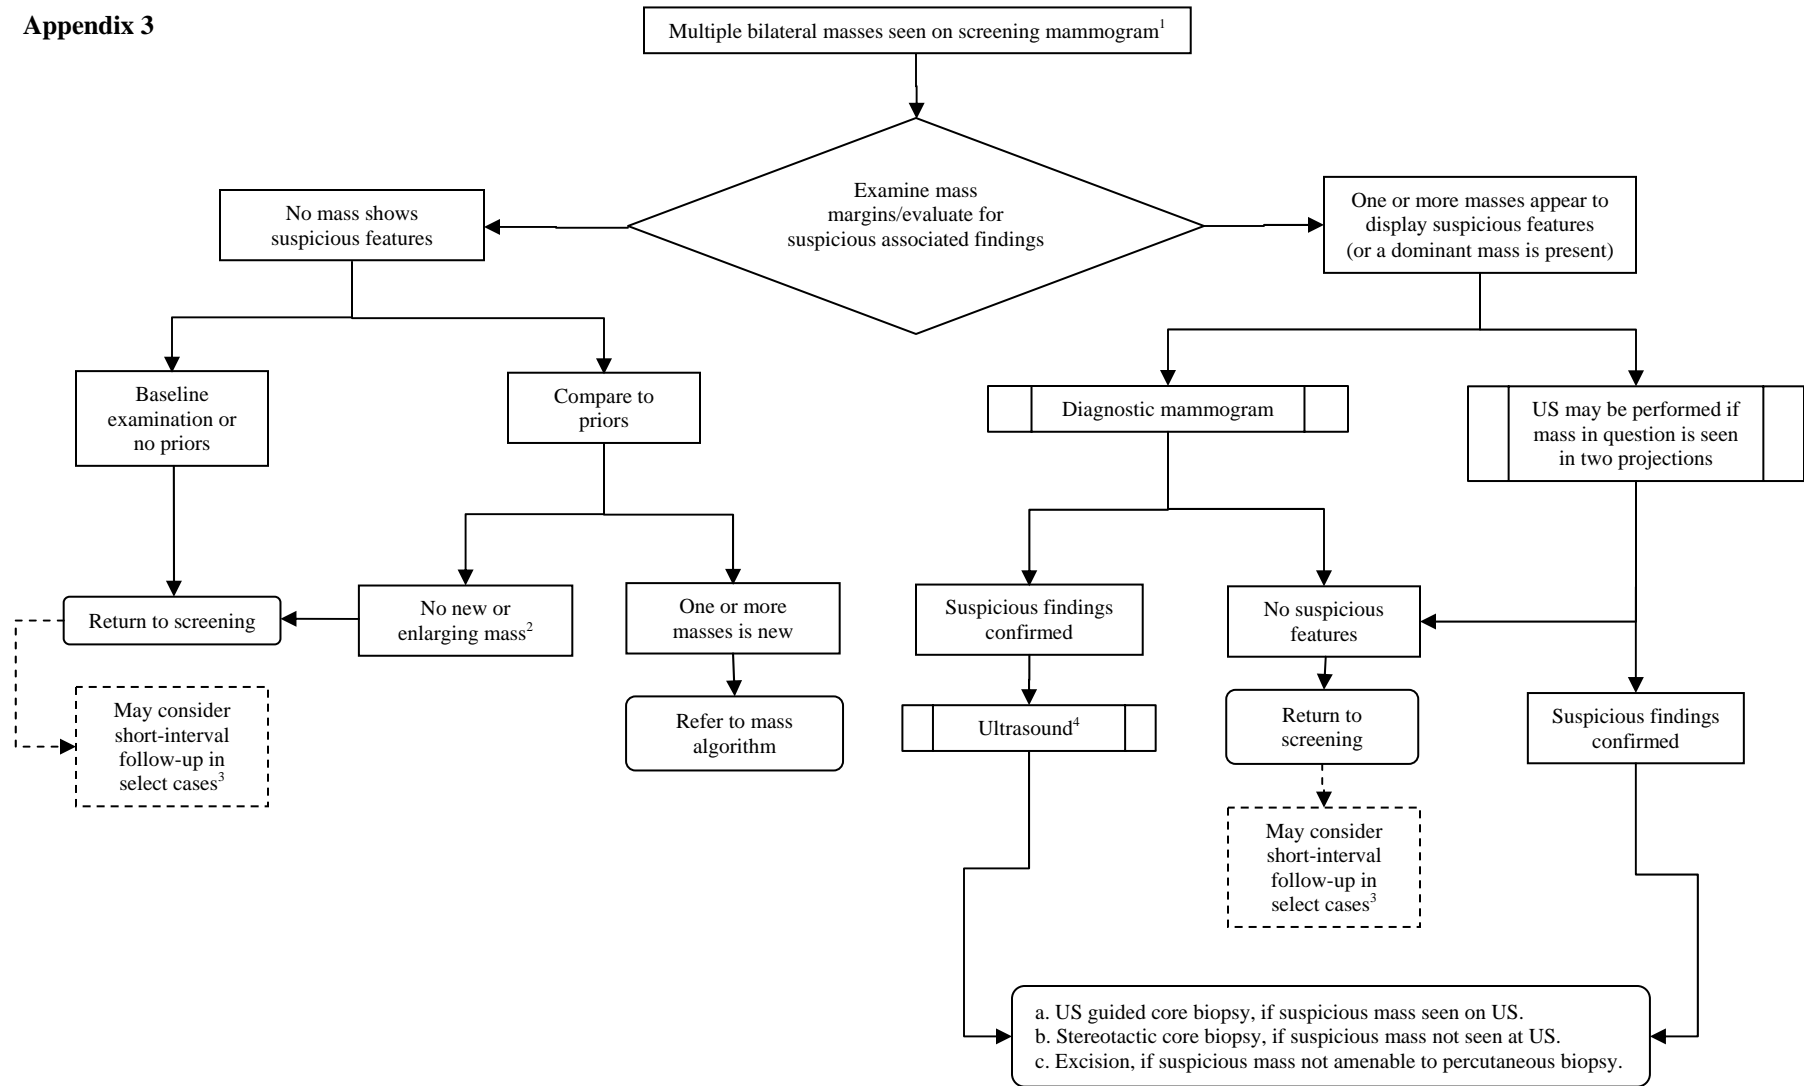 Appendix 3
Multiple bilateral masses seen on screening mammogram1
Examine mass
margins/evaluate for
suspicious associated findings
No mass shows
suspicious features
One or more masses appear to
display suspicious features
(or a dominant mass is present)
Baseline
examination or
no priors
Compare to
priors
Diagnostic mammogram
US may be performed if
mass in question is seen
in two projections
Return to screening
No new or
enlarging mass2
One or more
masses is new
Suspicious findings
confirmed
No suspicious
features
May consider
short-interval
follow-up in
select cases3
Refer to mass
algorithm
Ultrasound4
Return to
screening
Suspicious findings
confirmed
May consider
short-interval
follow-up in
select cases3
a. US guided core biopsy, if suspicious mass seen on US.
b. Stereotactic core biopsy, if suspicious mass not seen at US.
c. Excision, if suspicious mass not amenable to percutaneous biopsy.